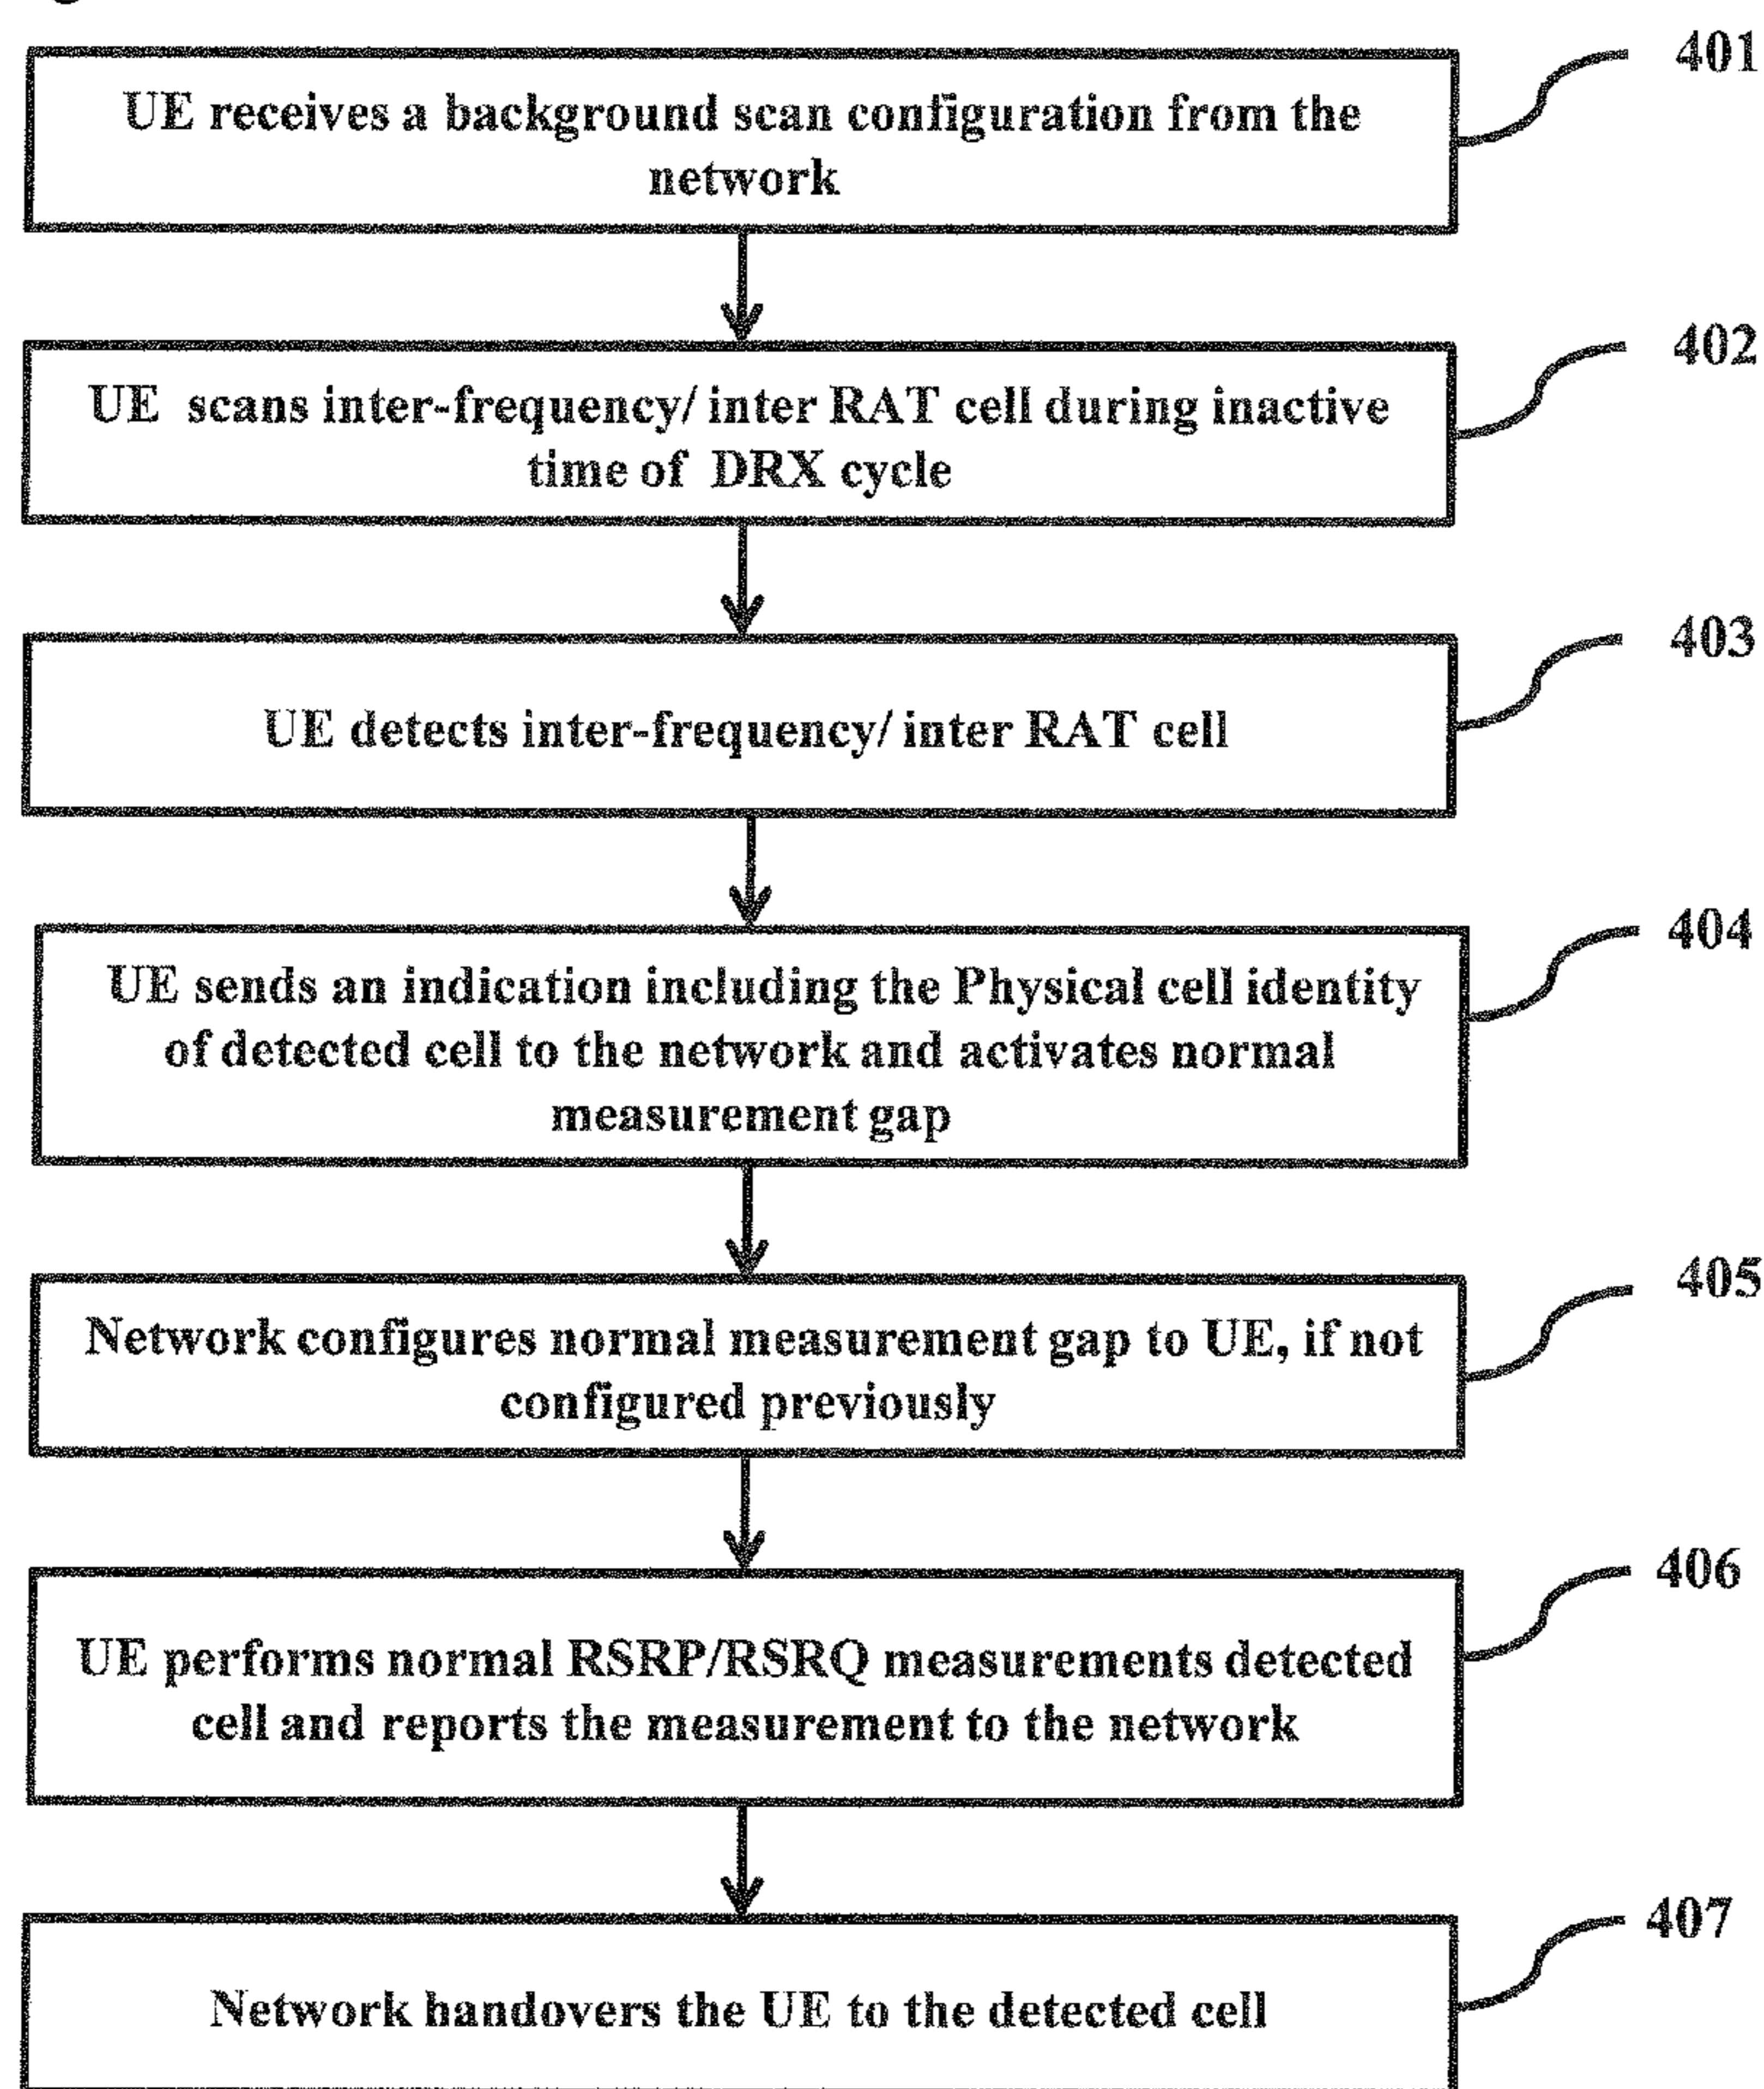 401
UE receives a background scan configuration from the
network
402
UE scans inter-frequency/ inter RAT cell during inactive
time of DRX cycle
403
UE detects inter-frequency/ inter RAT cell
404
UE sends an indication including the Physical cell identity
of detected cell to the network and activates normal
measurement gap
405
Network configures normal measurement gap to UE, if not
configured previously
406
UE performs normal RSRP/RSRQ measurements detected
cell and reports the measurement to the network
407
Network handovers the UE to the detected cell